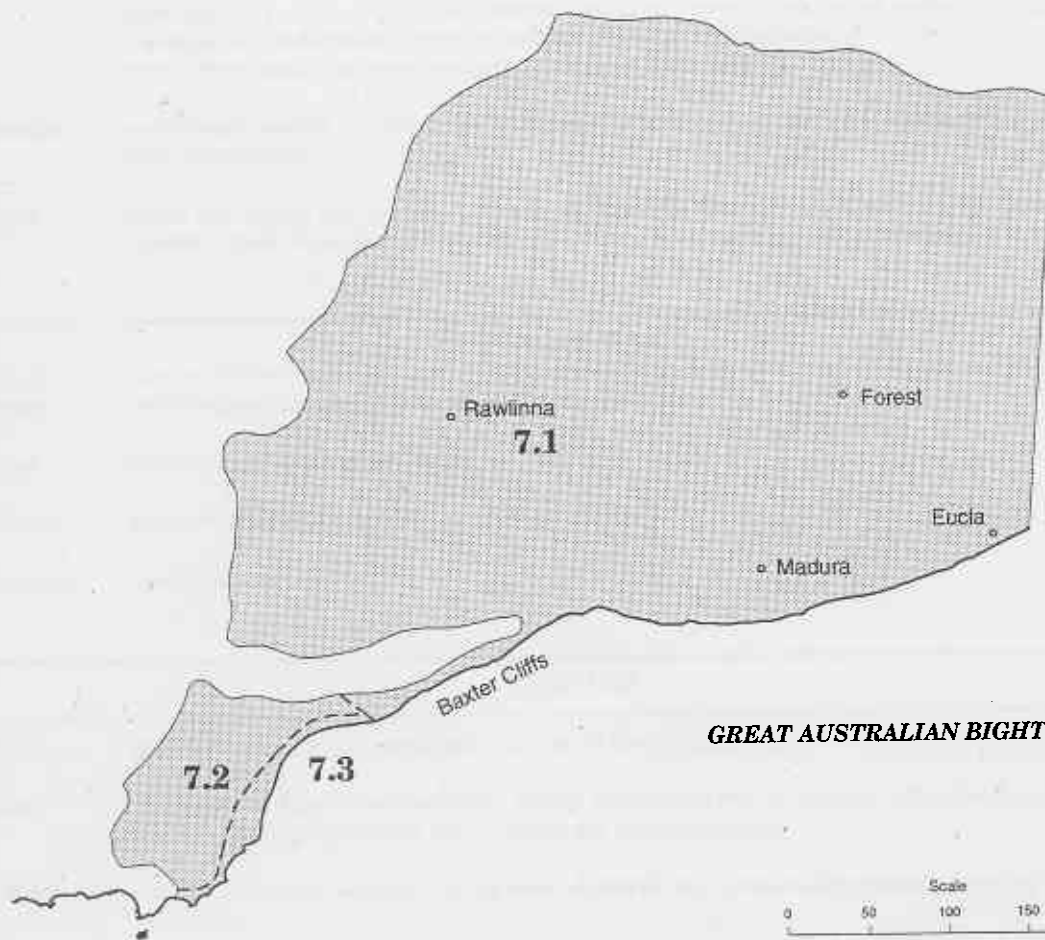 Rawlinna
Forest
7.1
Eucla
Madura
Baxter Cliffs
GREAT AUSTRALIAN BIGHT
7.2
7.3
Scale
0 50 100 150